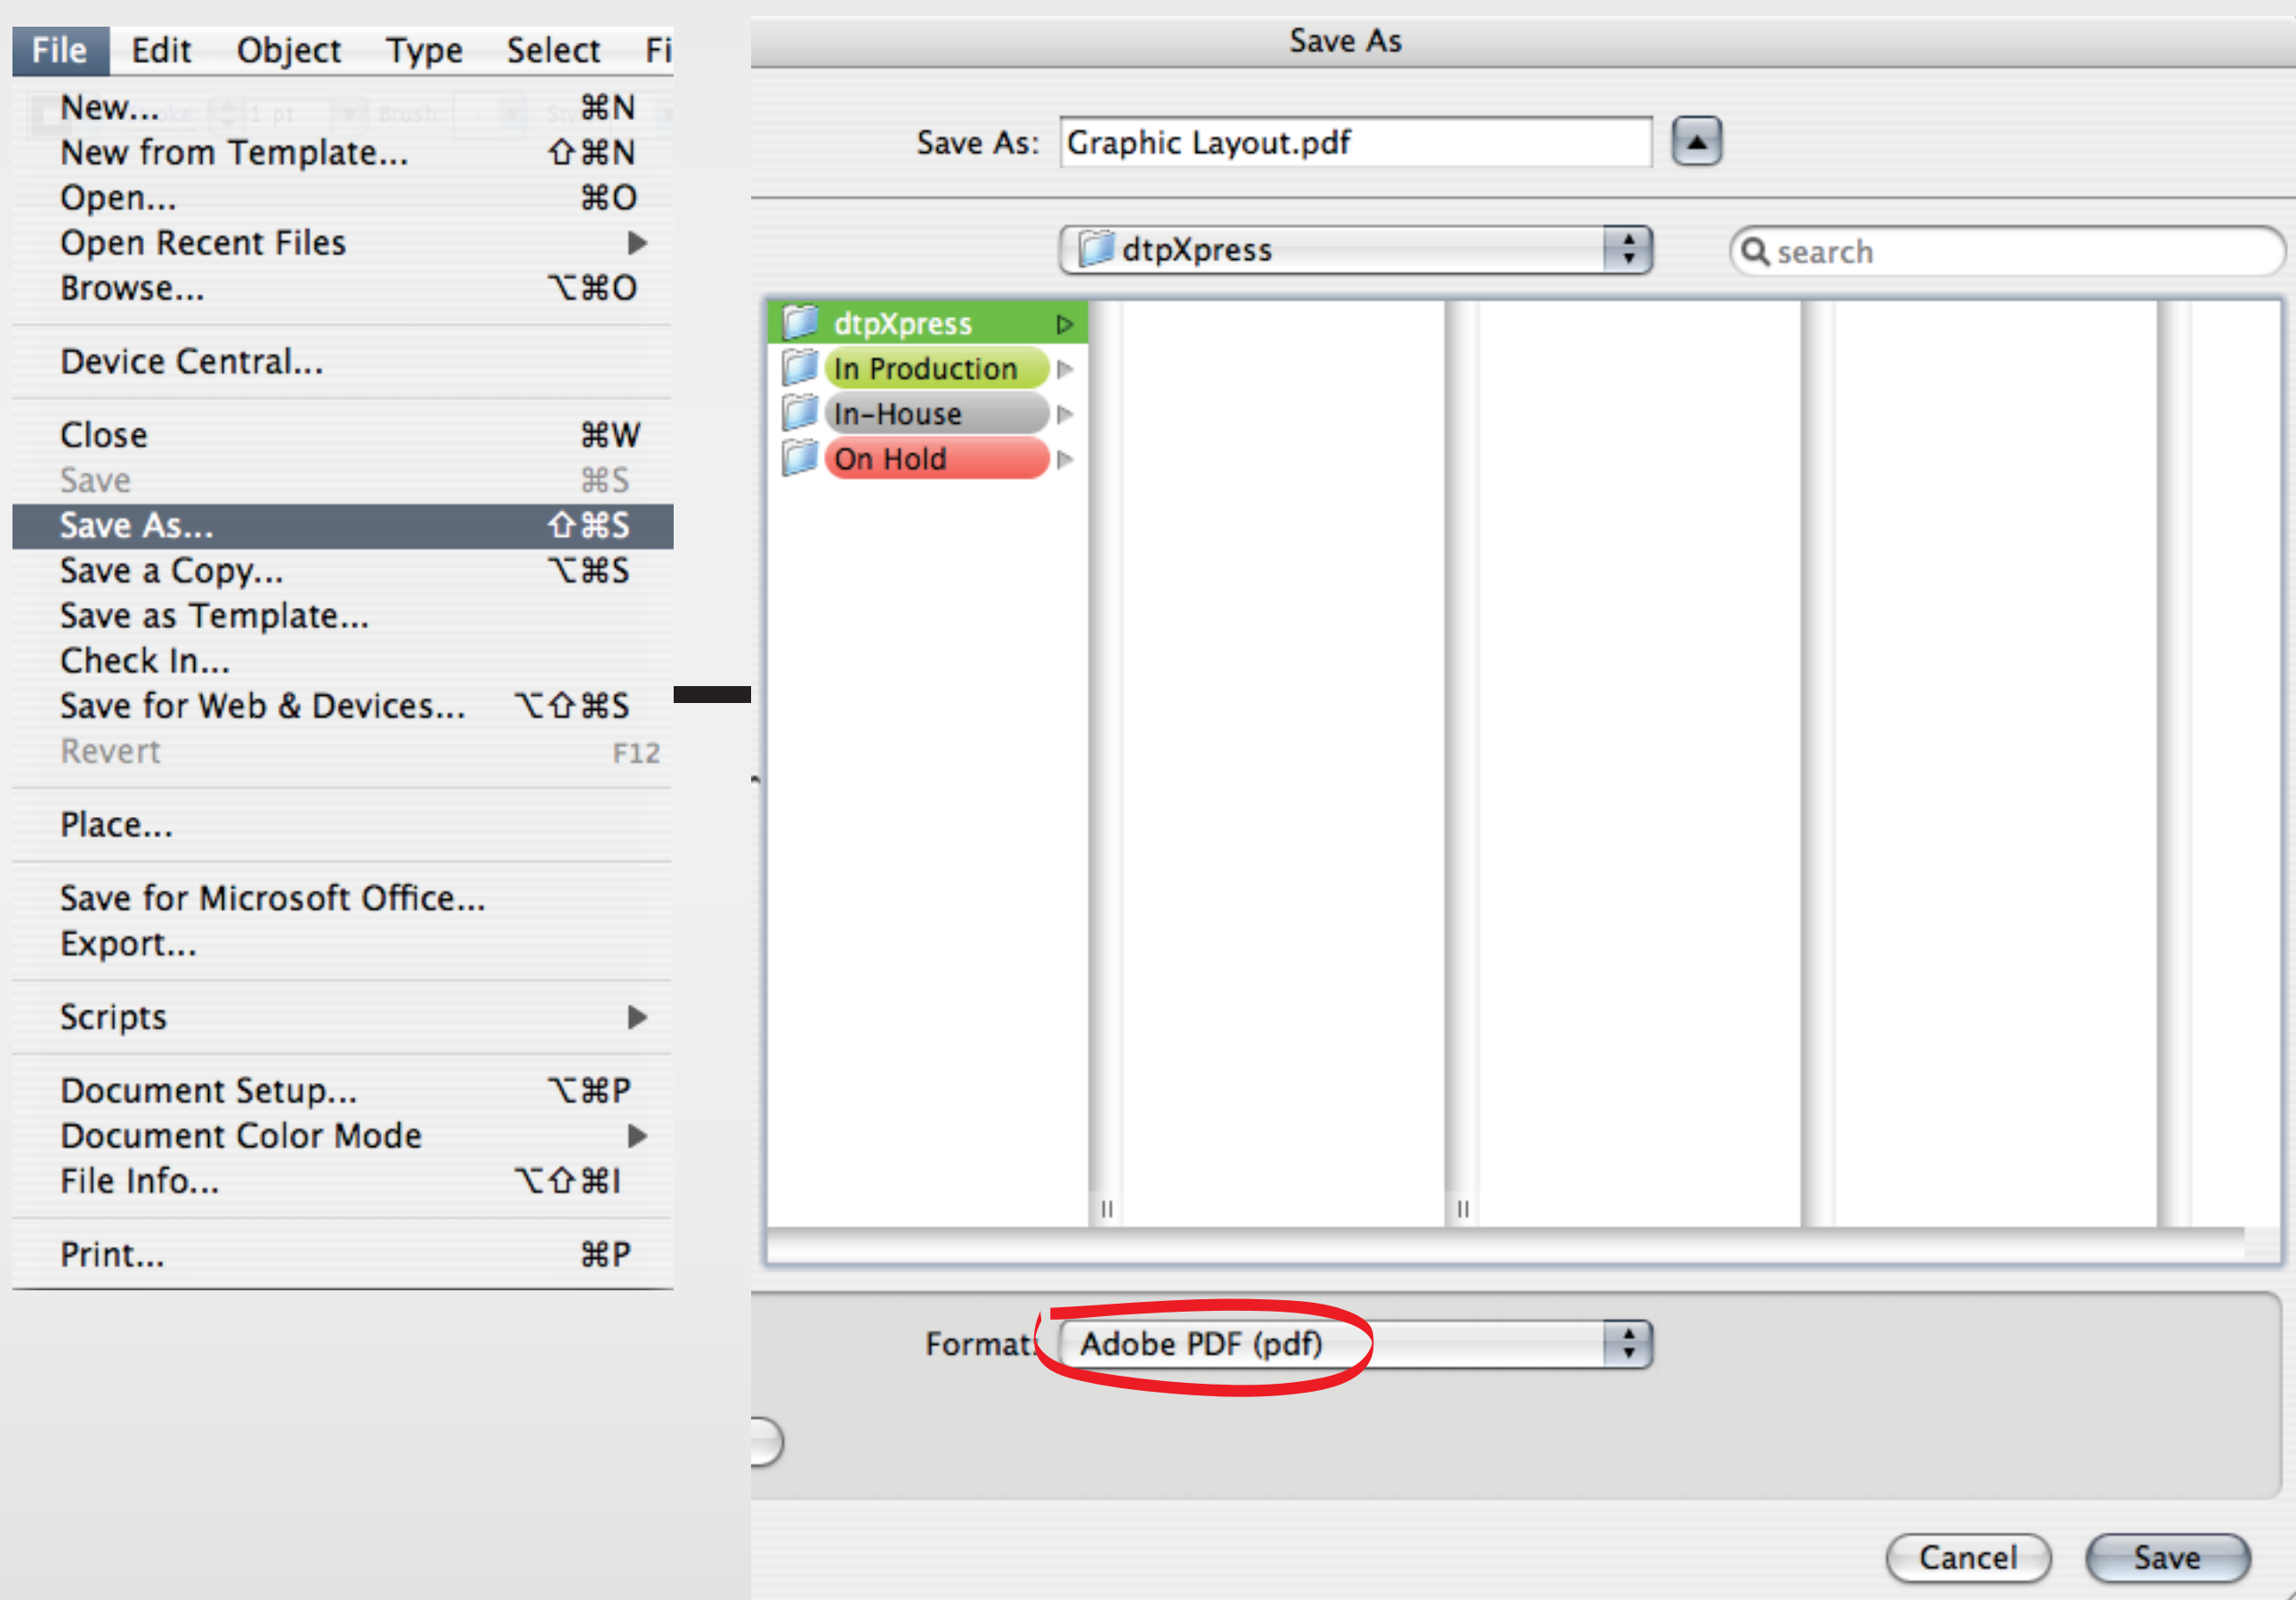 File Edit Object Type Select Fi
New... ⌘N
New from Template... ⇧⌘N
Open... ⌘O
Open Recent Files ▶
Browse... ⌥⌘O
Device Central...
Close ⌘W
Save ⌘S
Save As... ⇧⌘S
Save a Copy... ⌥⌘S
Save as Template...
Check In...
Save for Web & Devices... ⌥⇧⌘S
Revert F12
Place...
Save for Microsoft Office...
Export...
Scripts ▶
Document Setup... ⌥⌘P
Document Color Mode ▶
File Info... ⌥⇧⌘I
Print... ⌘P
Save As
Save As: Graphic Layout.pdf
dtpXpress
search
dtpXpress
In Production
In-House
On Hold
Format: Adobe PDF (pdf)
Cancel Save